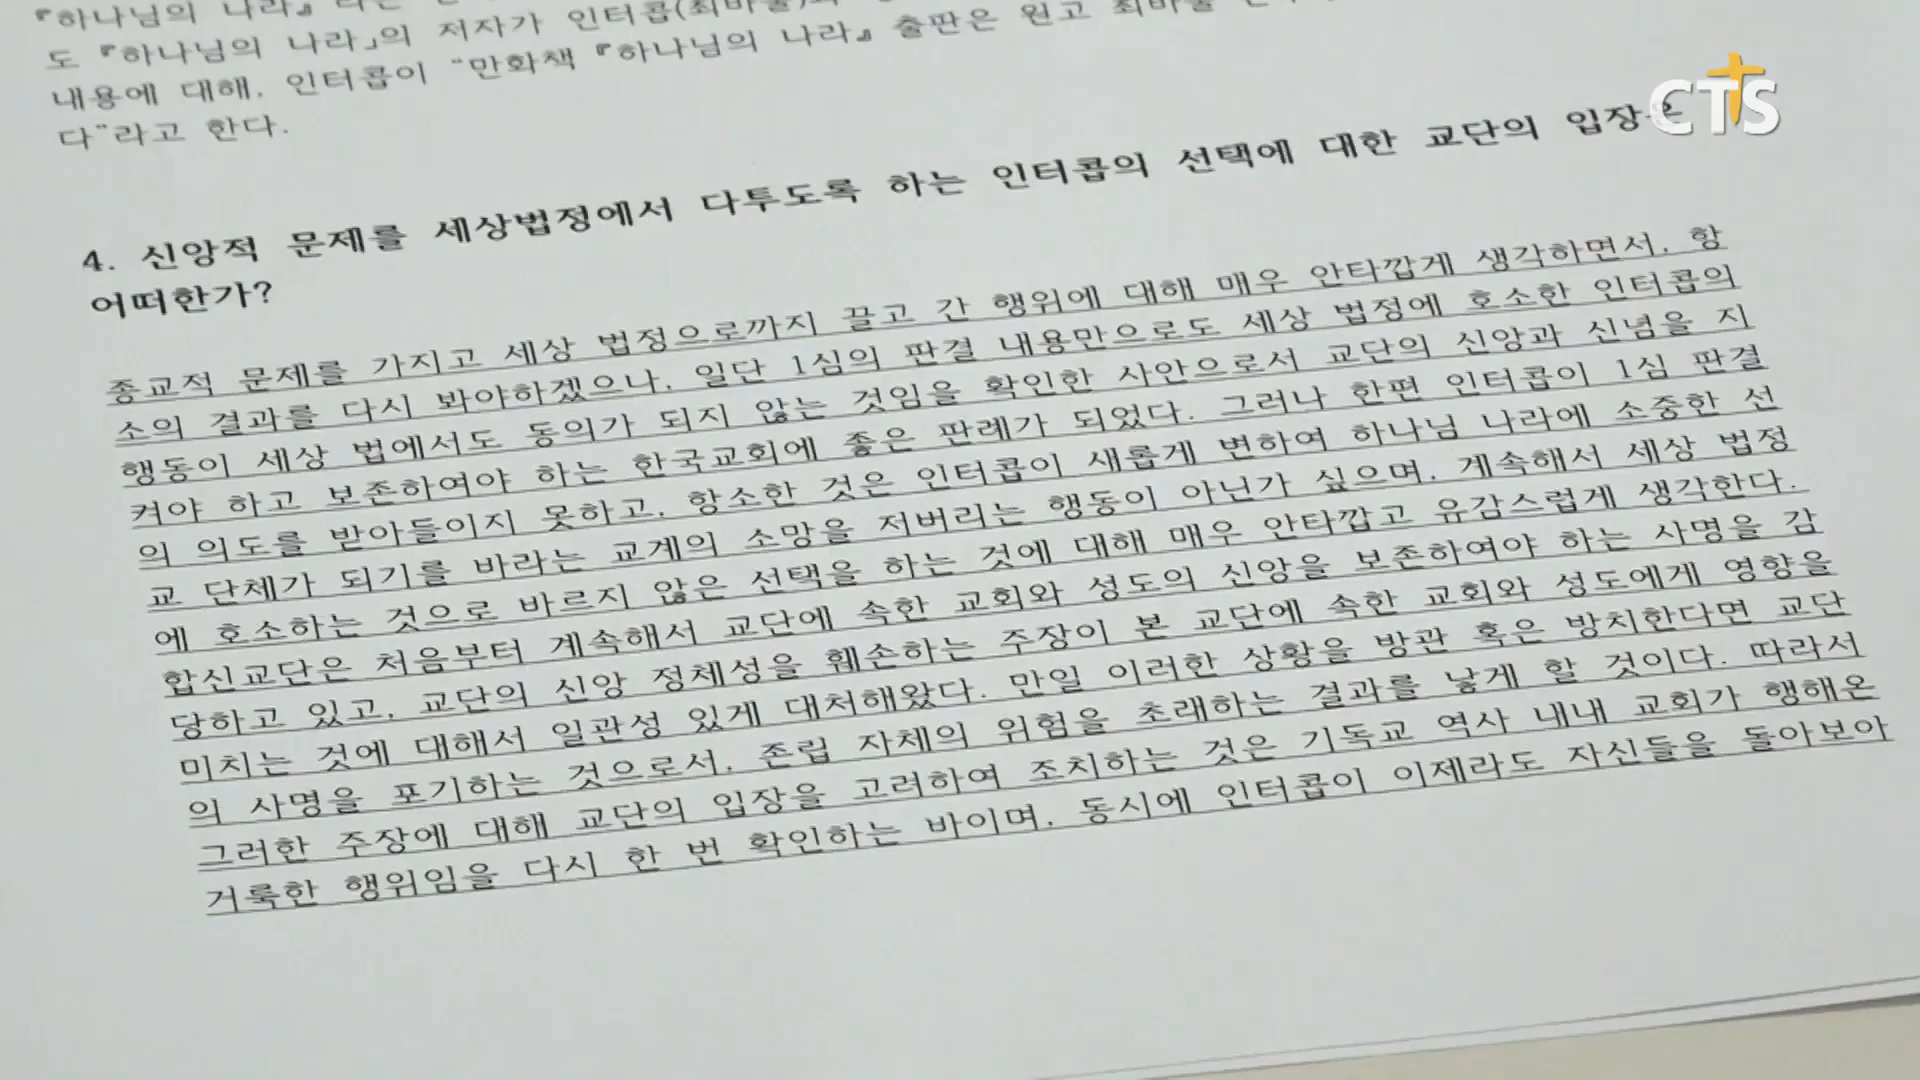 『하나님의 나라』
도 『하나님의 나라』의 저자가 인터콥(최바울)
내용에 대해, 인터콥이 "만화책 『하나님의 나라』 출판은 원고 최바울
다"라고 한다.
CTS
4. 신앙적 문제를 세상법정에서 다투도록 하는 인터콥의 선택에 대한 교단의 입장은
어떠한가?
종교적 문제를 가지고 세상 법정으로까지 끌고 간 행위에 대해 매우 안타깝게 생각하면서, 항
소의 결과를 다시 봐야하겠으나, 일단 1심의 판결 내용만으로도 세상 법정에 호소한 인터콥의
행동이 세상 법에서도 동의가 되지 않는 것임을 확인한 사안으로서 교단의 신앙과 신념을 지
켜야 하고 보존하여야 하는 한국교회에 좋은 판례가 되었다. 그러나 한편 인터콥이 1심 판결
의 의도를 받아들이지 못하고, 항소한 것은 인터콥이 새롭게 변하여 하나님 나라에 소중한 선
교 단체가 되기를 바라는 교계의 소망을 저버리는 행동이 아닌가 싶으며, 계속해서 세상 법정
에 호소하는 것으로 바르지 않은 선택을 하는 것에 대해 매우 안타깝고 유감스럽게 생각한다.
합신교단은 처음부터 계속해서 교단에 속한 교회와 성도의 신앙을 보존하여야 하는 사명을 감
당하고 있고, 교단의 신앙 정체성을 훼손하는 주장이 본 교단에 속한 교회와 성도에게 영향을
미치는 것에 대해서 일관성 있게 대처해왔다. 만일 이러한 상황을 방관 혹은 방치한다면 교단
의 사명을 포기하는 것으로서, 존립 자체의 위험을 초래하는 결과를 낳게 할 것이다. 따라서
그러한 주장에 대해 교단의 입장을 고려하여 조치하는 것은 기독교 역사 내내 교회가 행해온
거룩한 행위임을 다시 한 번 확인하는 바이며, 동시에 인터콥이 이제라도 자신들을 돌아보아